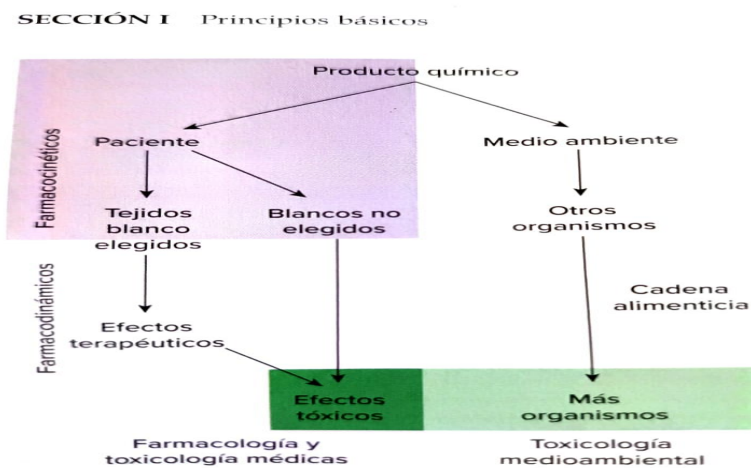 SECCIÓN I Principios básicos
Producto químico
Farmacocinéticos
Paciente
Medio ambiente
Tejidos
blanco
elegidos
Blancos no
elegidos
Otros
organismos
Farmacodinámicos
Cadena
alimenticia
Efectos
terapéuticos
Efectos
tóxicos
Más
organismos
Farmacología y
toxicología médicas
Toxicología
medioambiental